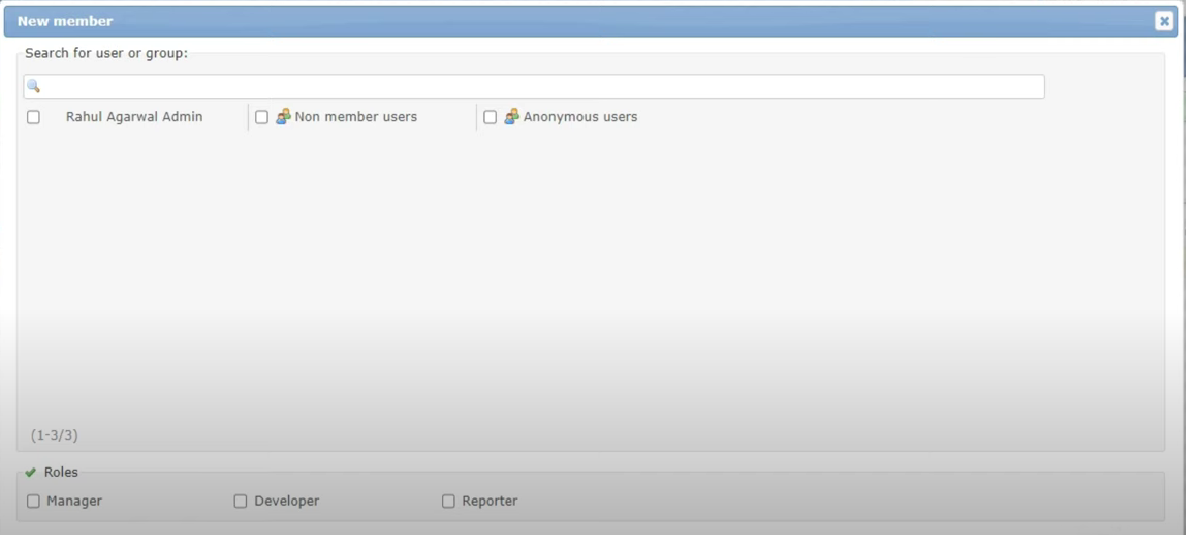 New member
Search for user or group:
Rahul Agarwal Admin Non member users Anonymous users
(1-3/3)
Roles
Manager Developer Reporter